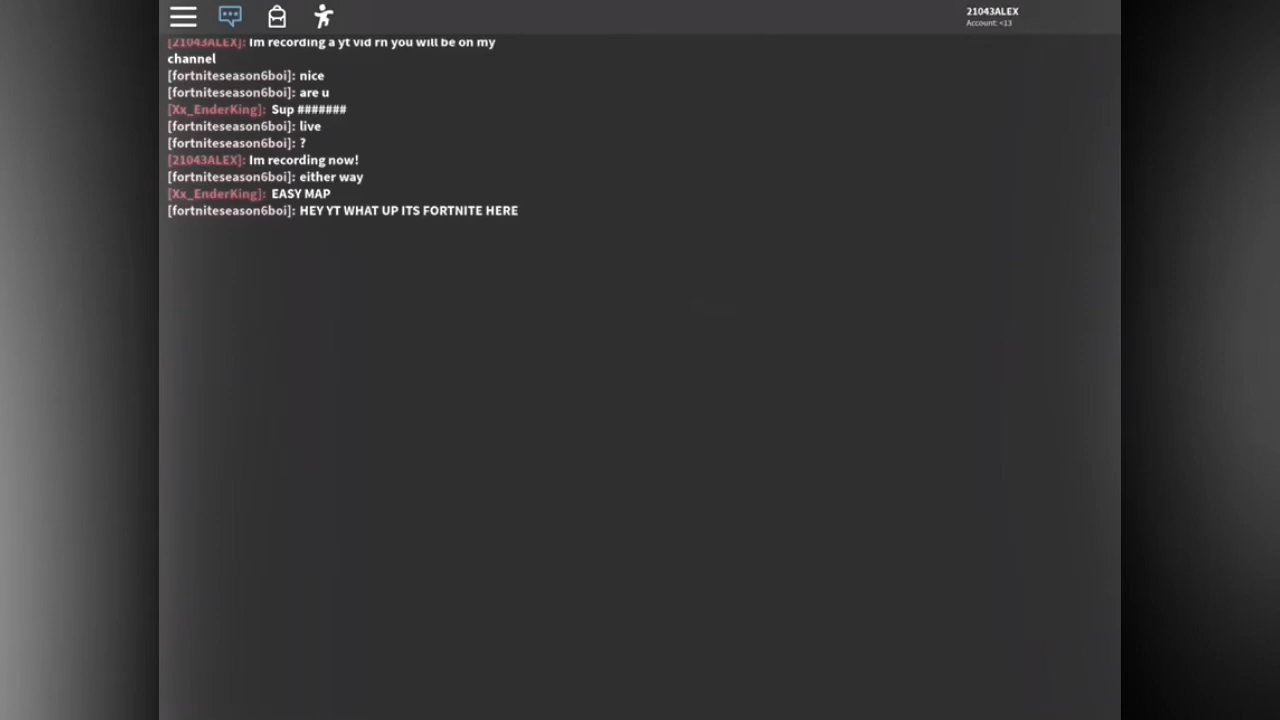 21043ALEX
Account: <13
[21043ALEX]: Im recording a yt vid rn you will be on my
channel
[fortniteseason6boi]: nice
[fortniteseason6boi]: are u
[Xx_EnderKing]: Sup #######
[fortniteseason6boi]: live
[fortniteseason6boi]: ?
[21043ALEX]: Im recording now!
[fortniteseason6boi]: either way
[Xx_EnderKing]: EASY MAP
[fortniteseason6boi]: HEY YT WHAT UP ITS FORTNITE HERE